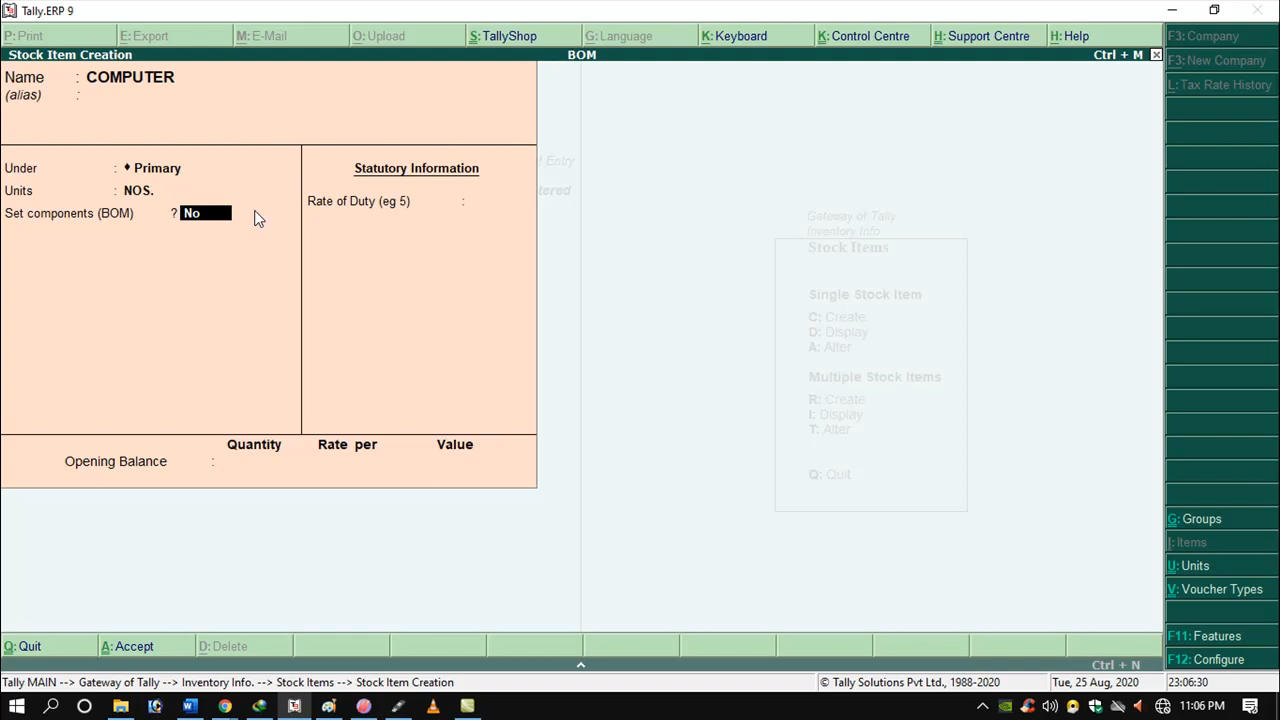 Tally.ERP 9
P: Print
E: Export
M: E-Mail
O: Upload
S: TallyShop
G: Language
K: Keyboard
K: Control Centre
H: Support Centre
H: Help
F3: Company
Stock Item Creation
BOM
Ctrl + M
F3: New Company
L: Tax Rate History
Name : COMPUTER
(alias) :
Under : ♦ Primary
Units : NOS.
Set components (BOM) ? No
Statutory Information
Rate of Duty (eg 5) :
Quantity Rate per Value
Opening Balance :
of Entry
tered
Gateway of Tally
Inventory Info
Stock Items
Single Stock Item
C: Create
D: Display
A: Alter
Multiple Stock Items
R: Create
I: Display
T: Alter
Q: Quit
G: Groups
I: Items
U: Units
V: Voucher Types
F11: Features
F12: Configure
Q: Quit
A: Accept
D: Delete
Ctrl + N
Tally MAIN --> Gateway of Tally --> Inventory Info. --> Stock Items --> Stock Item Creation
© Tally Solutions Pvt Ltd., 1988-2020
Tue, 25 Aug, 2020
23:06:30
11:06 PM